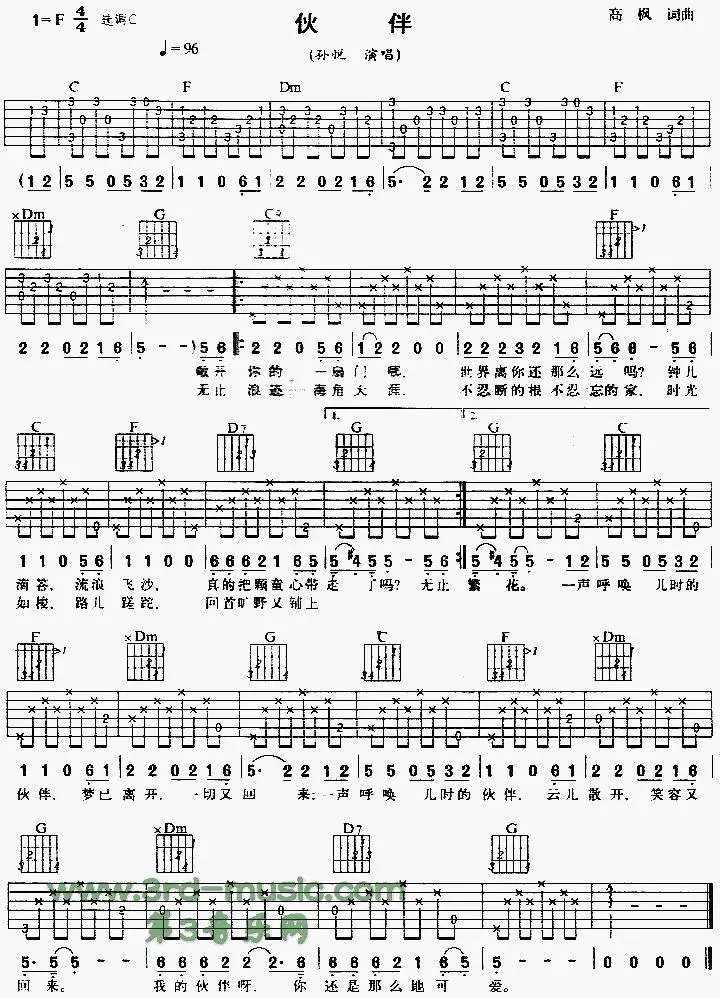 1=F 4/4 选调C 伙 伴 高 枫 词曲
♩=96 (孙悦 演唱)
C F Dm C F
(1 2 | 5 5 0 5 3 2 | 1 1 0 6 1 | 2 2 0 2 1 6 | 5· 2 2 1 2 | 5 5 0 5 3 2 | 1 1 0 6 1 |
×Dm G C9 F
2 2 0 2 1 6 | 5 - - ) 5 6 |: 2 2 0 5 6 | 1 2 2 0 0 | 2 2 2 3 2 1 6 | 5 6 6 0 5 6 |
敞开 你的 一扇门 哦, 世界离你还那么 远 吗? 钟儿
无止 浪迹 海角天涯, 不忍断的根不忍 忘的家, 时光
C F D7 1. G 2. G C
1 1 0 5 6 | 1 1 0 0 | 6 6 6 2 1 6 5 | 5 4 5 5 - 5 6 :| 5 4 5 5 - 1 2 | 5 5 0 5 3 2 |
滴答, 流浪 飞沙, 真的把颗童心带 走 了吗? 无止 繁 花。 一声呼唤 儿时的
如梭, 路儿 蹉跎, 回首旷野又铺上
F ×Dm G C F ×Dm
1 1 0 6 1 | 2 2 0 2 1 6 | 5· 2 2 1 2 | 5 5 0 5 3 2 | 1 1 0 6 1 | 2 2 0 2 1 6 |
伙伴, 梦已 离开, 一切又 回 来;一声呼唤 儿时的伙伴, 云儿 散开, 笑容又
G ×Dm D7 G
www.3rd-music.com
第3音乐网
5· 5 5 - | 6 6 6 2 2 2· 6 | 6 6 6 2 1 6 5 | 5 - - - | 0 0 0 0 |
回 来。 我的伙伴呀, 你 还是那么地可 爱。